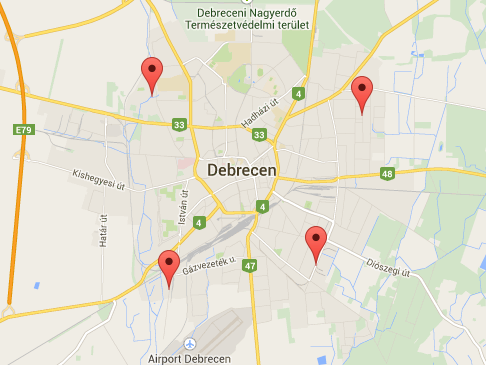 Debreceni Nagyerdő
Természetvédelmi terület
4
Hadházi út
33
33
E79
Debrecen
Kishegyesi út
48
István út
4
4
Határ út
Gázvezeték u.
47
Diószegi út
Airport Debrecen